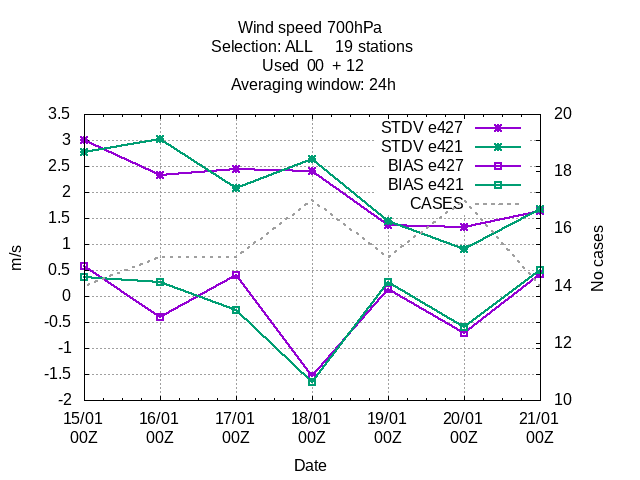 Wind speed 700hPa
Selection: ALL     19 stations
Used  00  + 12
Averaging window: 24h
3.5
3
2.5
2
1.5
1
0.5
0
-0.5
-1
-1.5
-2
m/s
STDV e427
STDV e421
BIAS e427
BIAS e421
CASES
20
18
16
14
12
10
No cases
15/01 16/01 17/01 18/01 19/01 20/01 21/01
00Z 00Z 00Z 00Z 00Z 00Z 00Z
Date